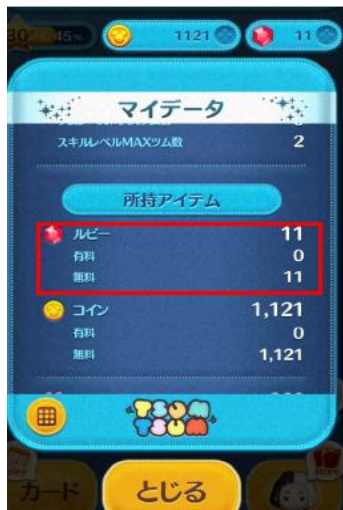 30 45% 1121 11
マイデータ
スキルレベルMAXツム数 2
所持アイテム
ルビー 11
有料 0
無料 11
コイン 1,121
有料 0
無料 1,121
TSUM
TSUM
カード とじる